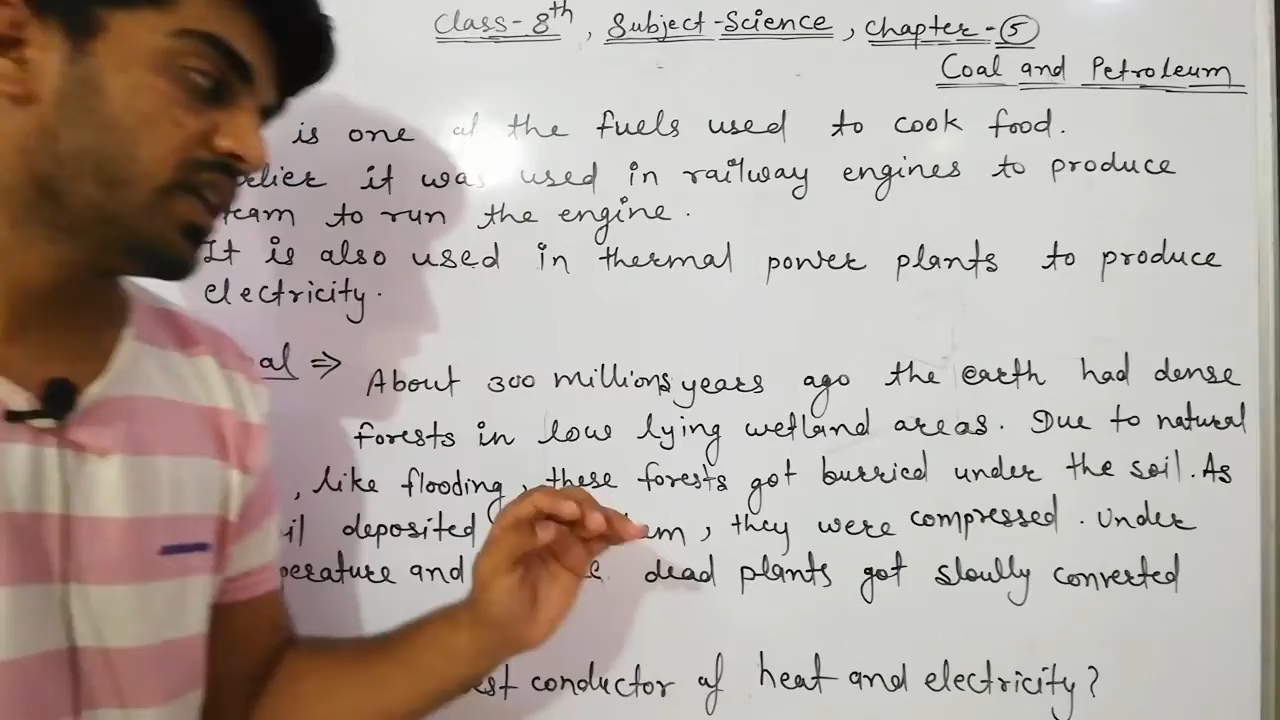 Class-8th, Subject-Science, Chapter-5
Coal and Petroleum
is one of the fuels used to cook food.
it was used in railway engines to produce
to run the engine.
It is also used in thermal power plants to produce
electricity.
⇒ About 300 millions years ago the earth had dense
forests in low lying wetland areas. Due to natural
, like flooding, these forests got burried under the soil. As
deposited , they were compressed. Under
and dead plants got sloully converted
conductor of heat and electricity?